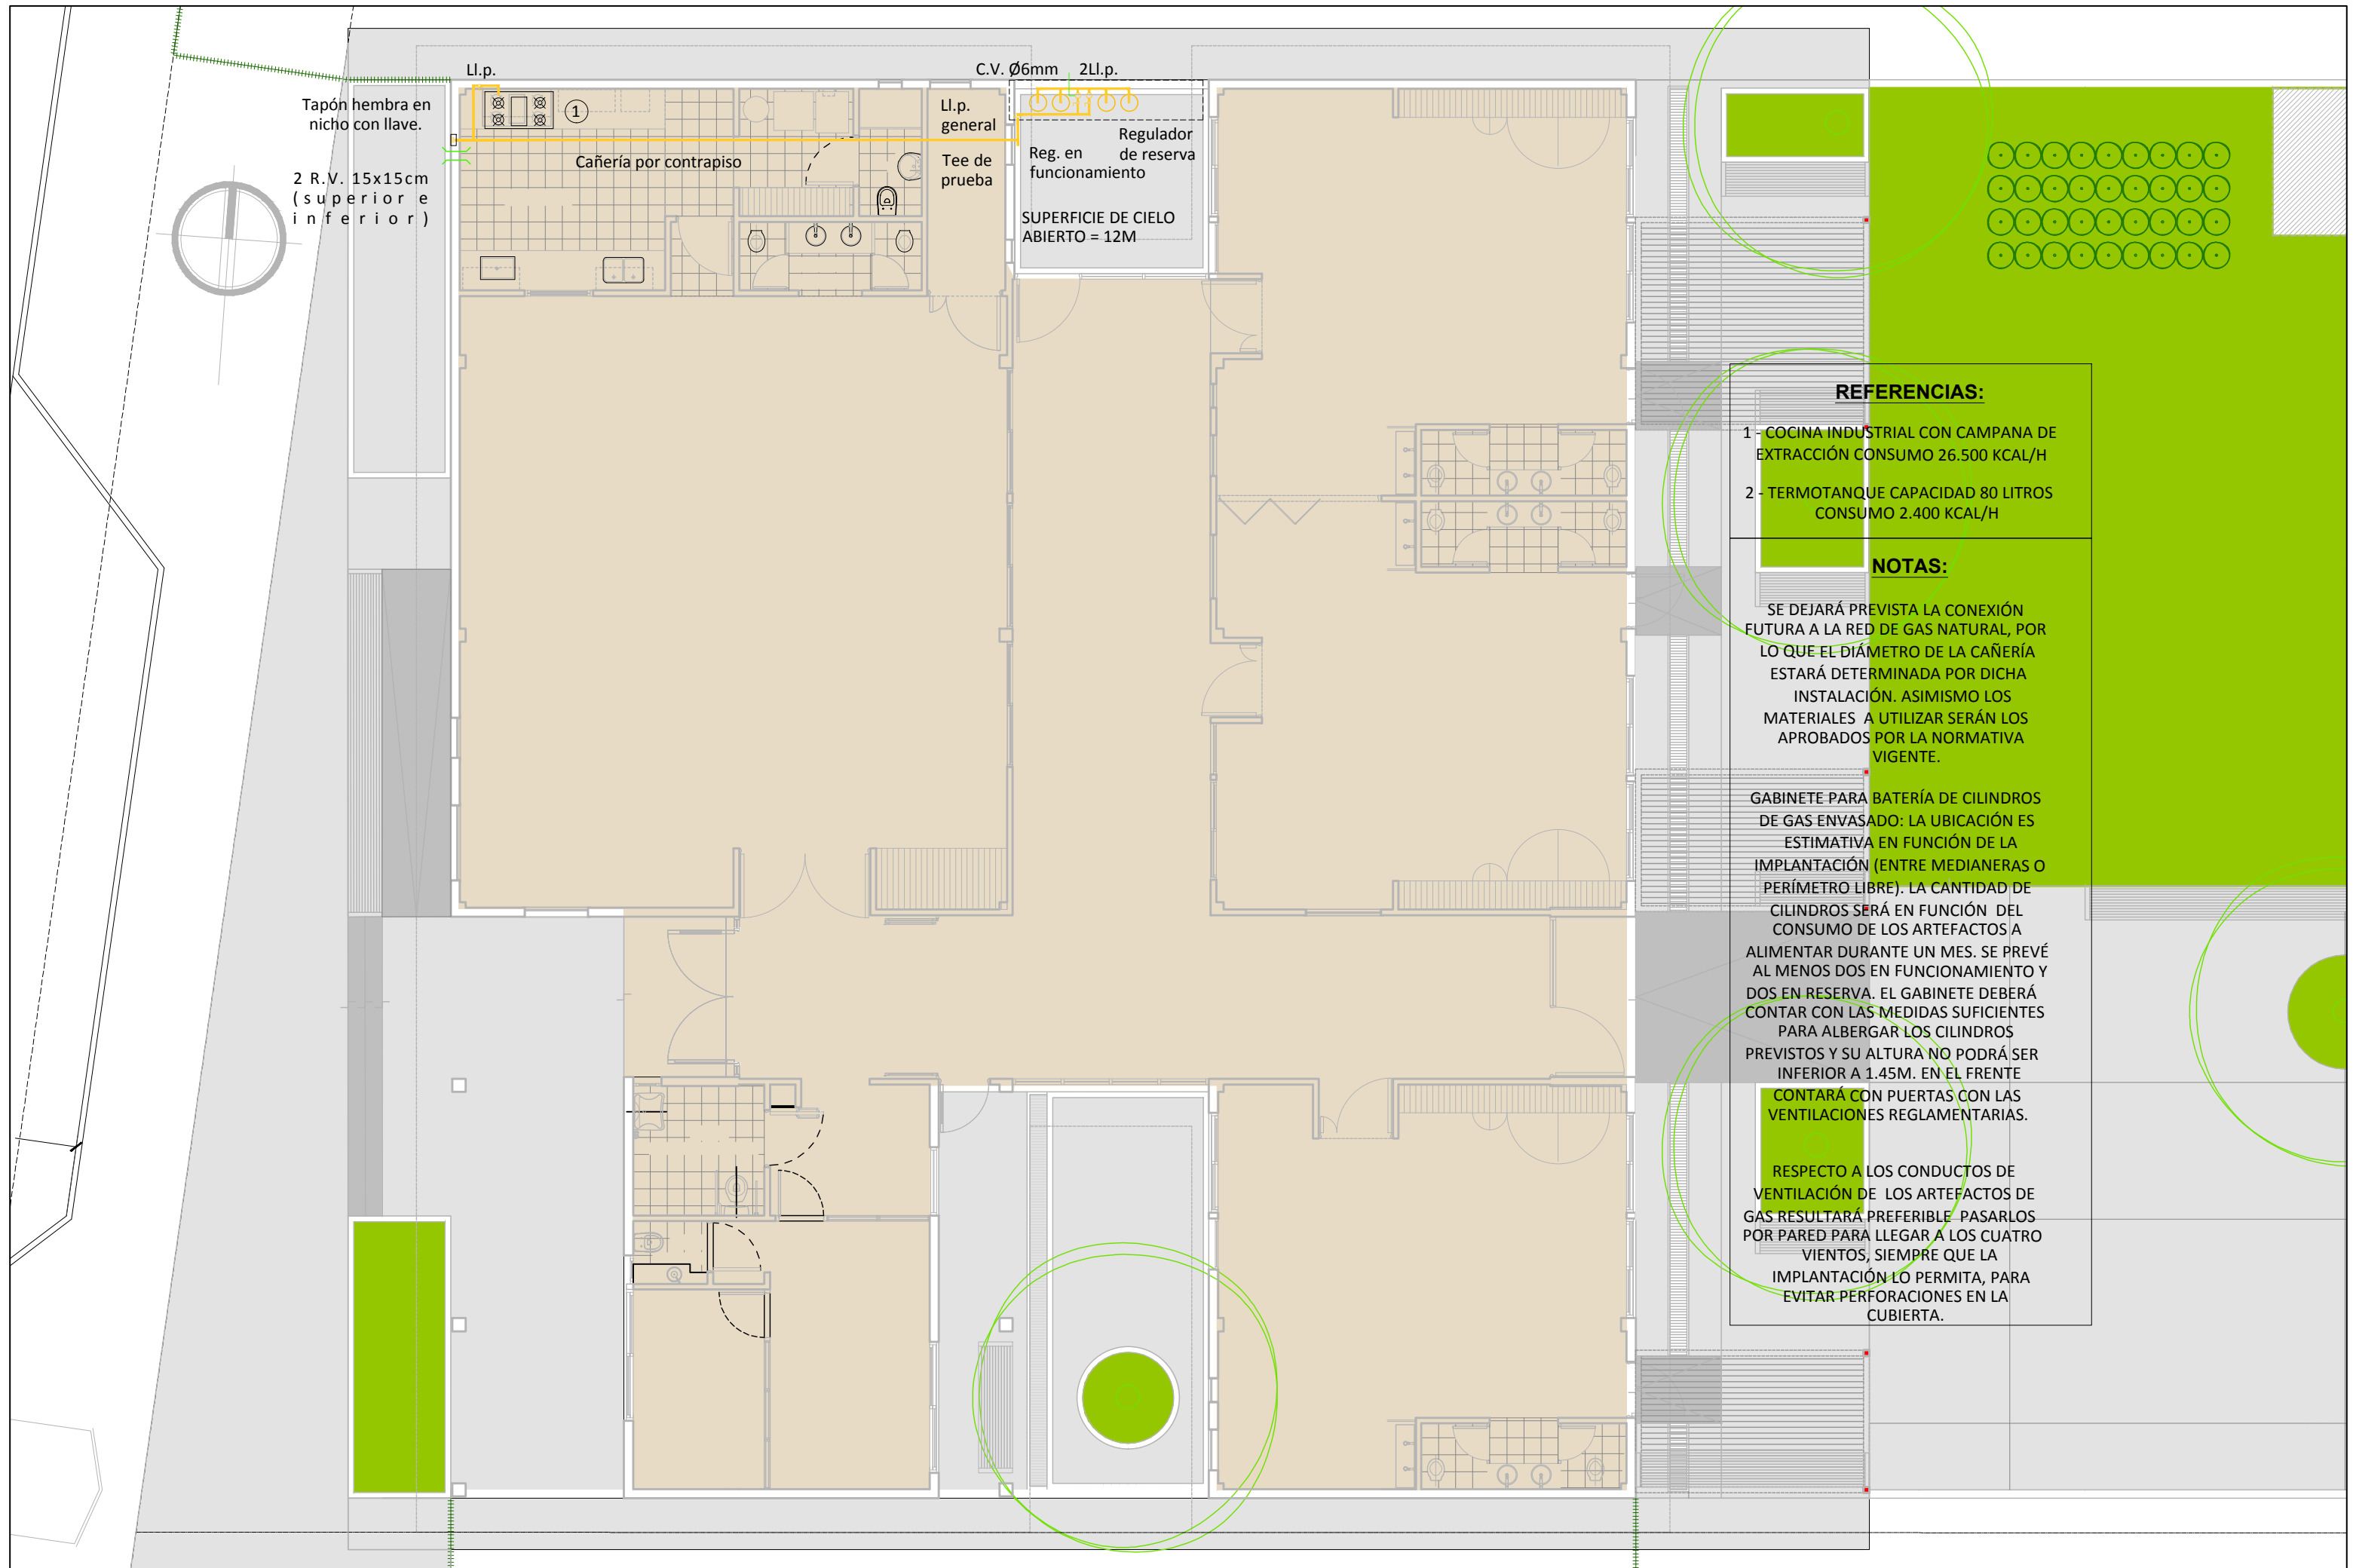 Ll.p.
C.V. Ø6mm
2Ll.p.
Tapón hembra en
nicho con llave.
1
Ll.p.
general
Regulador
de reserva
Cañería por contrapiso
Tee de
prueba
Reg. en
funcionamiento
2 R.V. 15x15cm
(superior e
inferior)
SUPERFICIE DE CIELO
ABIERTO = 12M
REFERENCIAS:
1 - COCINA INDUSTRIAL CON CAMPANA DE
EXTRACCIÓN CONSUMO 26.500 KCAL/H
2 - TERMOTANQUE CAPACIDAD 80 LITROS
CONSUMO 2.400 KCAL/H
NOTAS:
SE DEJARÁ PREVISTA LA CONEXIÓN
FUTURA A LA RED DE GAS NATURAL, POR
LO QUE EL DIÁMETRO DE LA CAÑERÍA
ESTARÁ DETERMINADA POR DICHA
INSTALACIÓN. ASIMISMO LOS
MATERIALES A UTILIZAR SERÁN LOS
APROBADOS POR LA NORMATIVA
VIGENTE.
GABINETE PARA BATERÍA DE CILINDROS
DE GAS ENVASADO: LA UBICACIÓN ES
ESTIMATIVA EN FUNCIÓN DE LA
IMPLANTACIÓN (ENTRE MEDIANERAS O
PERÍMETRO LIBRE). LA CANTIDAD DE
CILINDROS SERÁ EN FUNCIÓN DEL
CONSUMO DE LOS ARTEFACTOS A
ALIMENTAR DURANTE UN MES. SE PREVÉ
AL MENOS DOS EN FUNCIONAMIENTO Y
DOS EN RESERVA. EL GABINETE DEBERÁ
CONTAR CON LAS MEDIDAS SUFICIENTES
PARA ALBERGAR LOS CILINDROS
PREVISTOS Y SU ALTURA NO PODRÁ SER
INFERIOR A 1.45M. EN EL FRENTE
CONTARÁ CON PUERTAS CON LAS
VENTILACIONES REGLAMENTARIAS.
RESPECTO A LOS CONDUCTOS DE
VENTILACIÓN DE LOS ARTEFACTOS DE
GAS RESULTARÁ PREFERIBLE PASARLOS
POR PARED PARA LLEGAR A LOS CUATRO
VIENTOS, SIEMPRE QUE LA
IMPLANTACIÓN LO PERMITA, PARA
EVITAR PERFORACIONES EN LA
CUBIERTA.